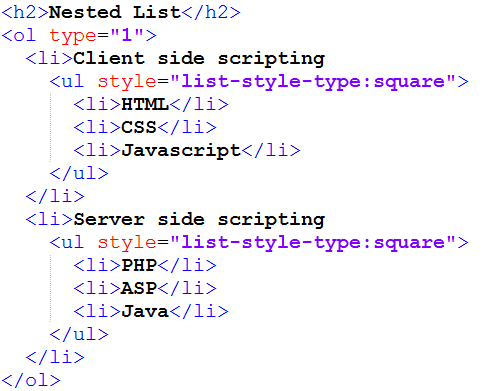 <h2>Nested List</h2>
<ol type="1">
  <li>Client side scripting
    <ul style="list-style-type:square">
      <li>HTML</li>
      <li>CSS</li>
      <li>Javascript</li>
    </ul>
  </li>
  <li>Server side scripting
    <ul style="list-style-type:square">
      <li>PHP</li>
      <li>ASP</li>
      <li>Java</li>
    </ul>
  </li>
</ol>